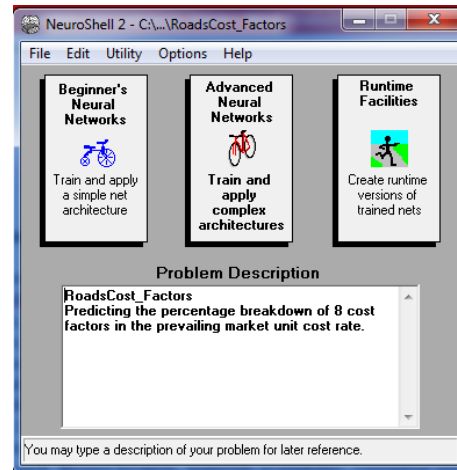 NeuroShell 2 - C:\...\RoadsCost_Factors
File Edit Utility Options Help
Beginner's
Neural
Networks
Train and apply
a simple net
architecture
Advanced
Neural
Networks
Train and
apply
complex
architectures
Runtime
Facilities
Create runtime
versions of
trained nets
Problem Description
RoadsCost_Factors
Predicting the percentage breakdown of 8 cost
factors in the prevailing market unit cost rate.
You may type a description of your problem for later reference.